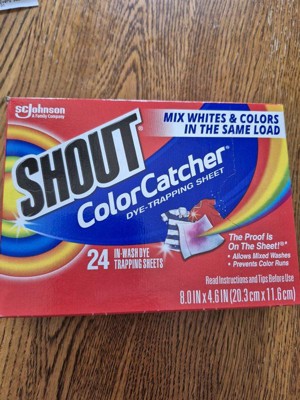 SCJohnson
A Family Company
MIX WHITES & COLORS
IN THE SAME LOAD
SHOUT®
ColorCatcher®
DYE-TRAPPING SHEET
24 IN-WASH DYE
TRAPPING SHEETS
The Proof Is
On The Sheet!®
• Allows Mixed Washes
• Prevents Color Runs
Read Instructions and Tips Before Use
8.0 IN x 4.6 IN (20.3 cm x 11.6 cm)